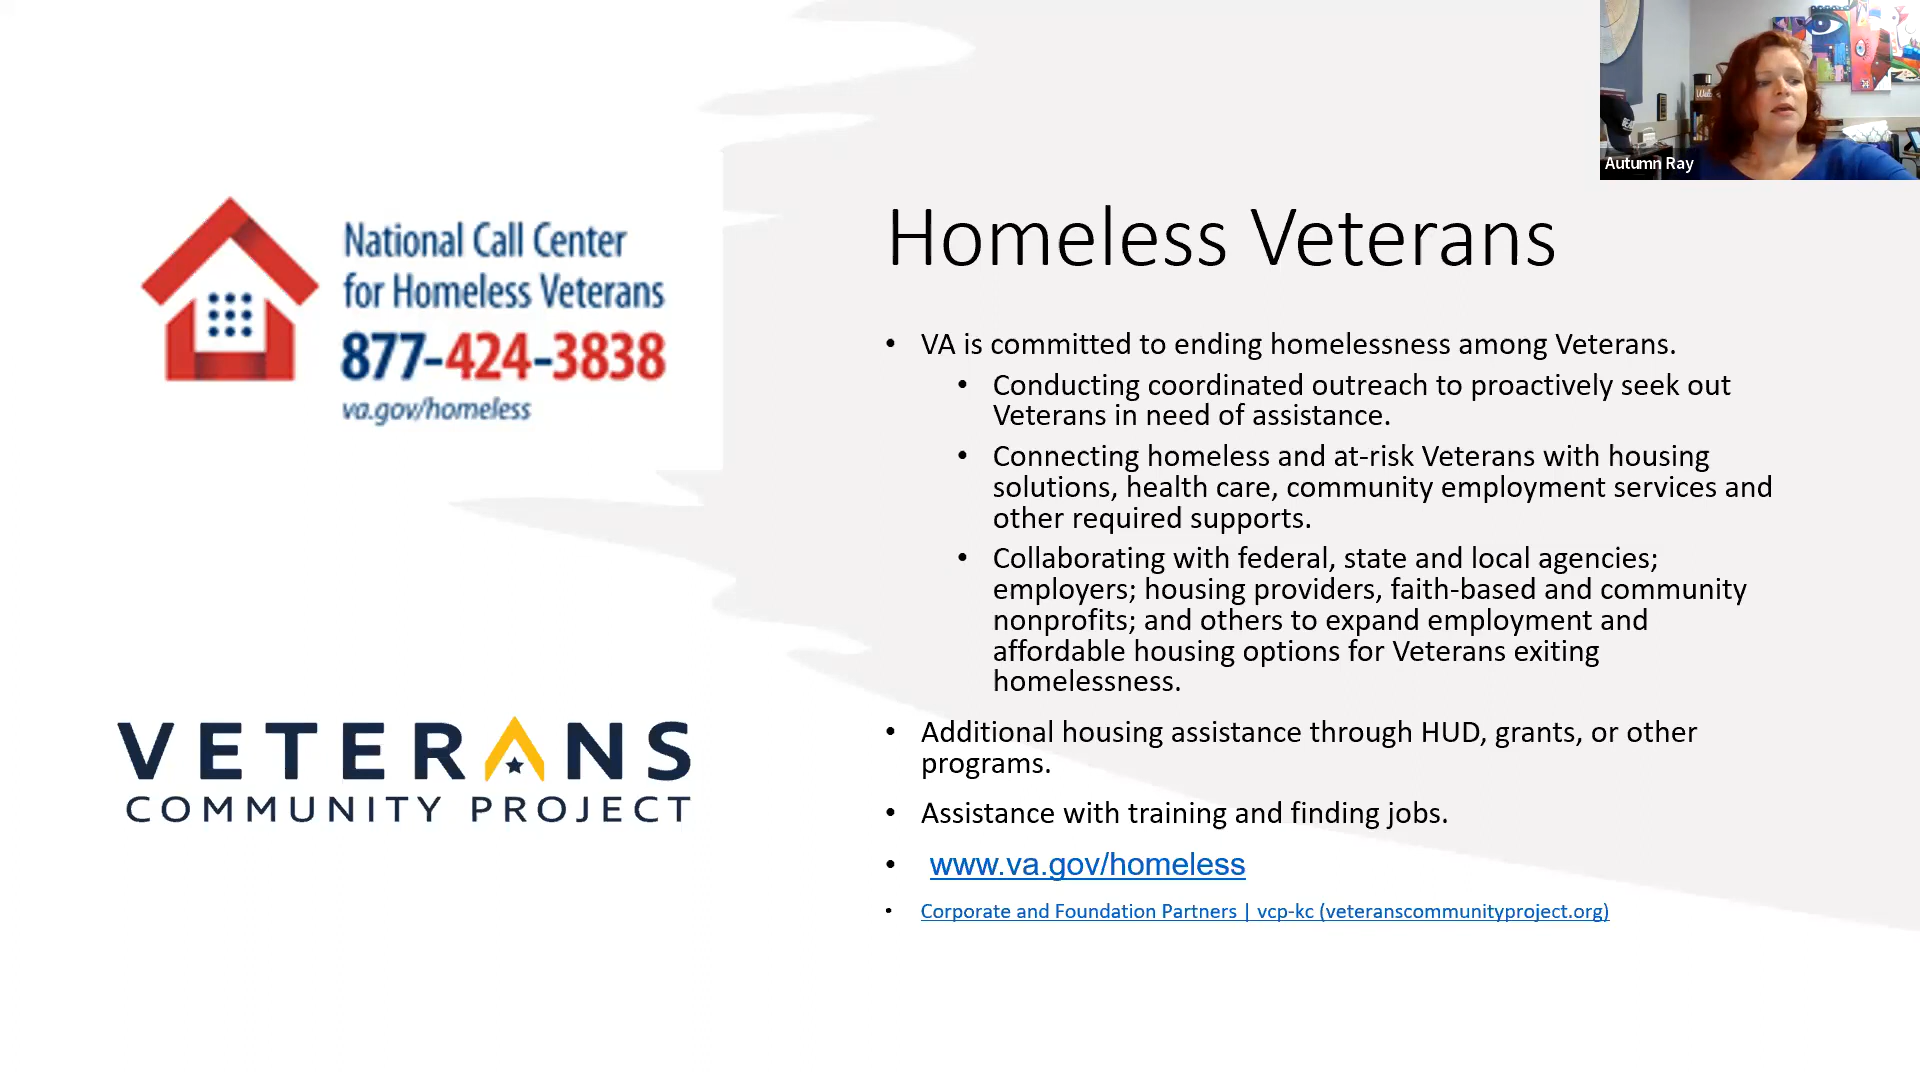 Autumn Ray
National Call Center
for Homeless Veterans
877-424-3838
va.gov/homeless
VETERANS
COMMUNITY PROJECT
Homeless Veterans
• VA is committed to ending homelessness among Veterans.
• Conducting coordinated outreach to proactively seek out
Veterans in need of assistance.
• Connecting homeless and at-risk Veterans with housing
solutions, health care, community employment services and
other required supports.
• Collaborating with federal, state and local agencies;
employers; housing providers, faith-based and community
nonprofits; and others to expand employment and
affordable housing options for Veterans exiting
homelessness.
• Additional housing assistance through HUD, grants, or other
programs.
• Assistance with training and finding jobs.
• www.va.gov/homeless
• Corporate and Foundation Partners | vcp-kc (veteranscommunityproject.org)